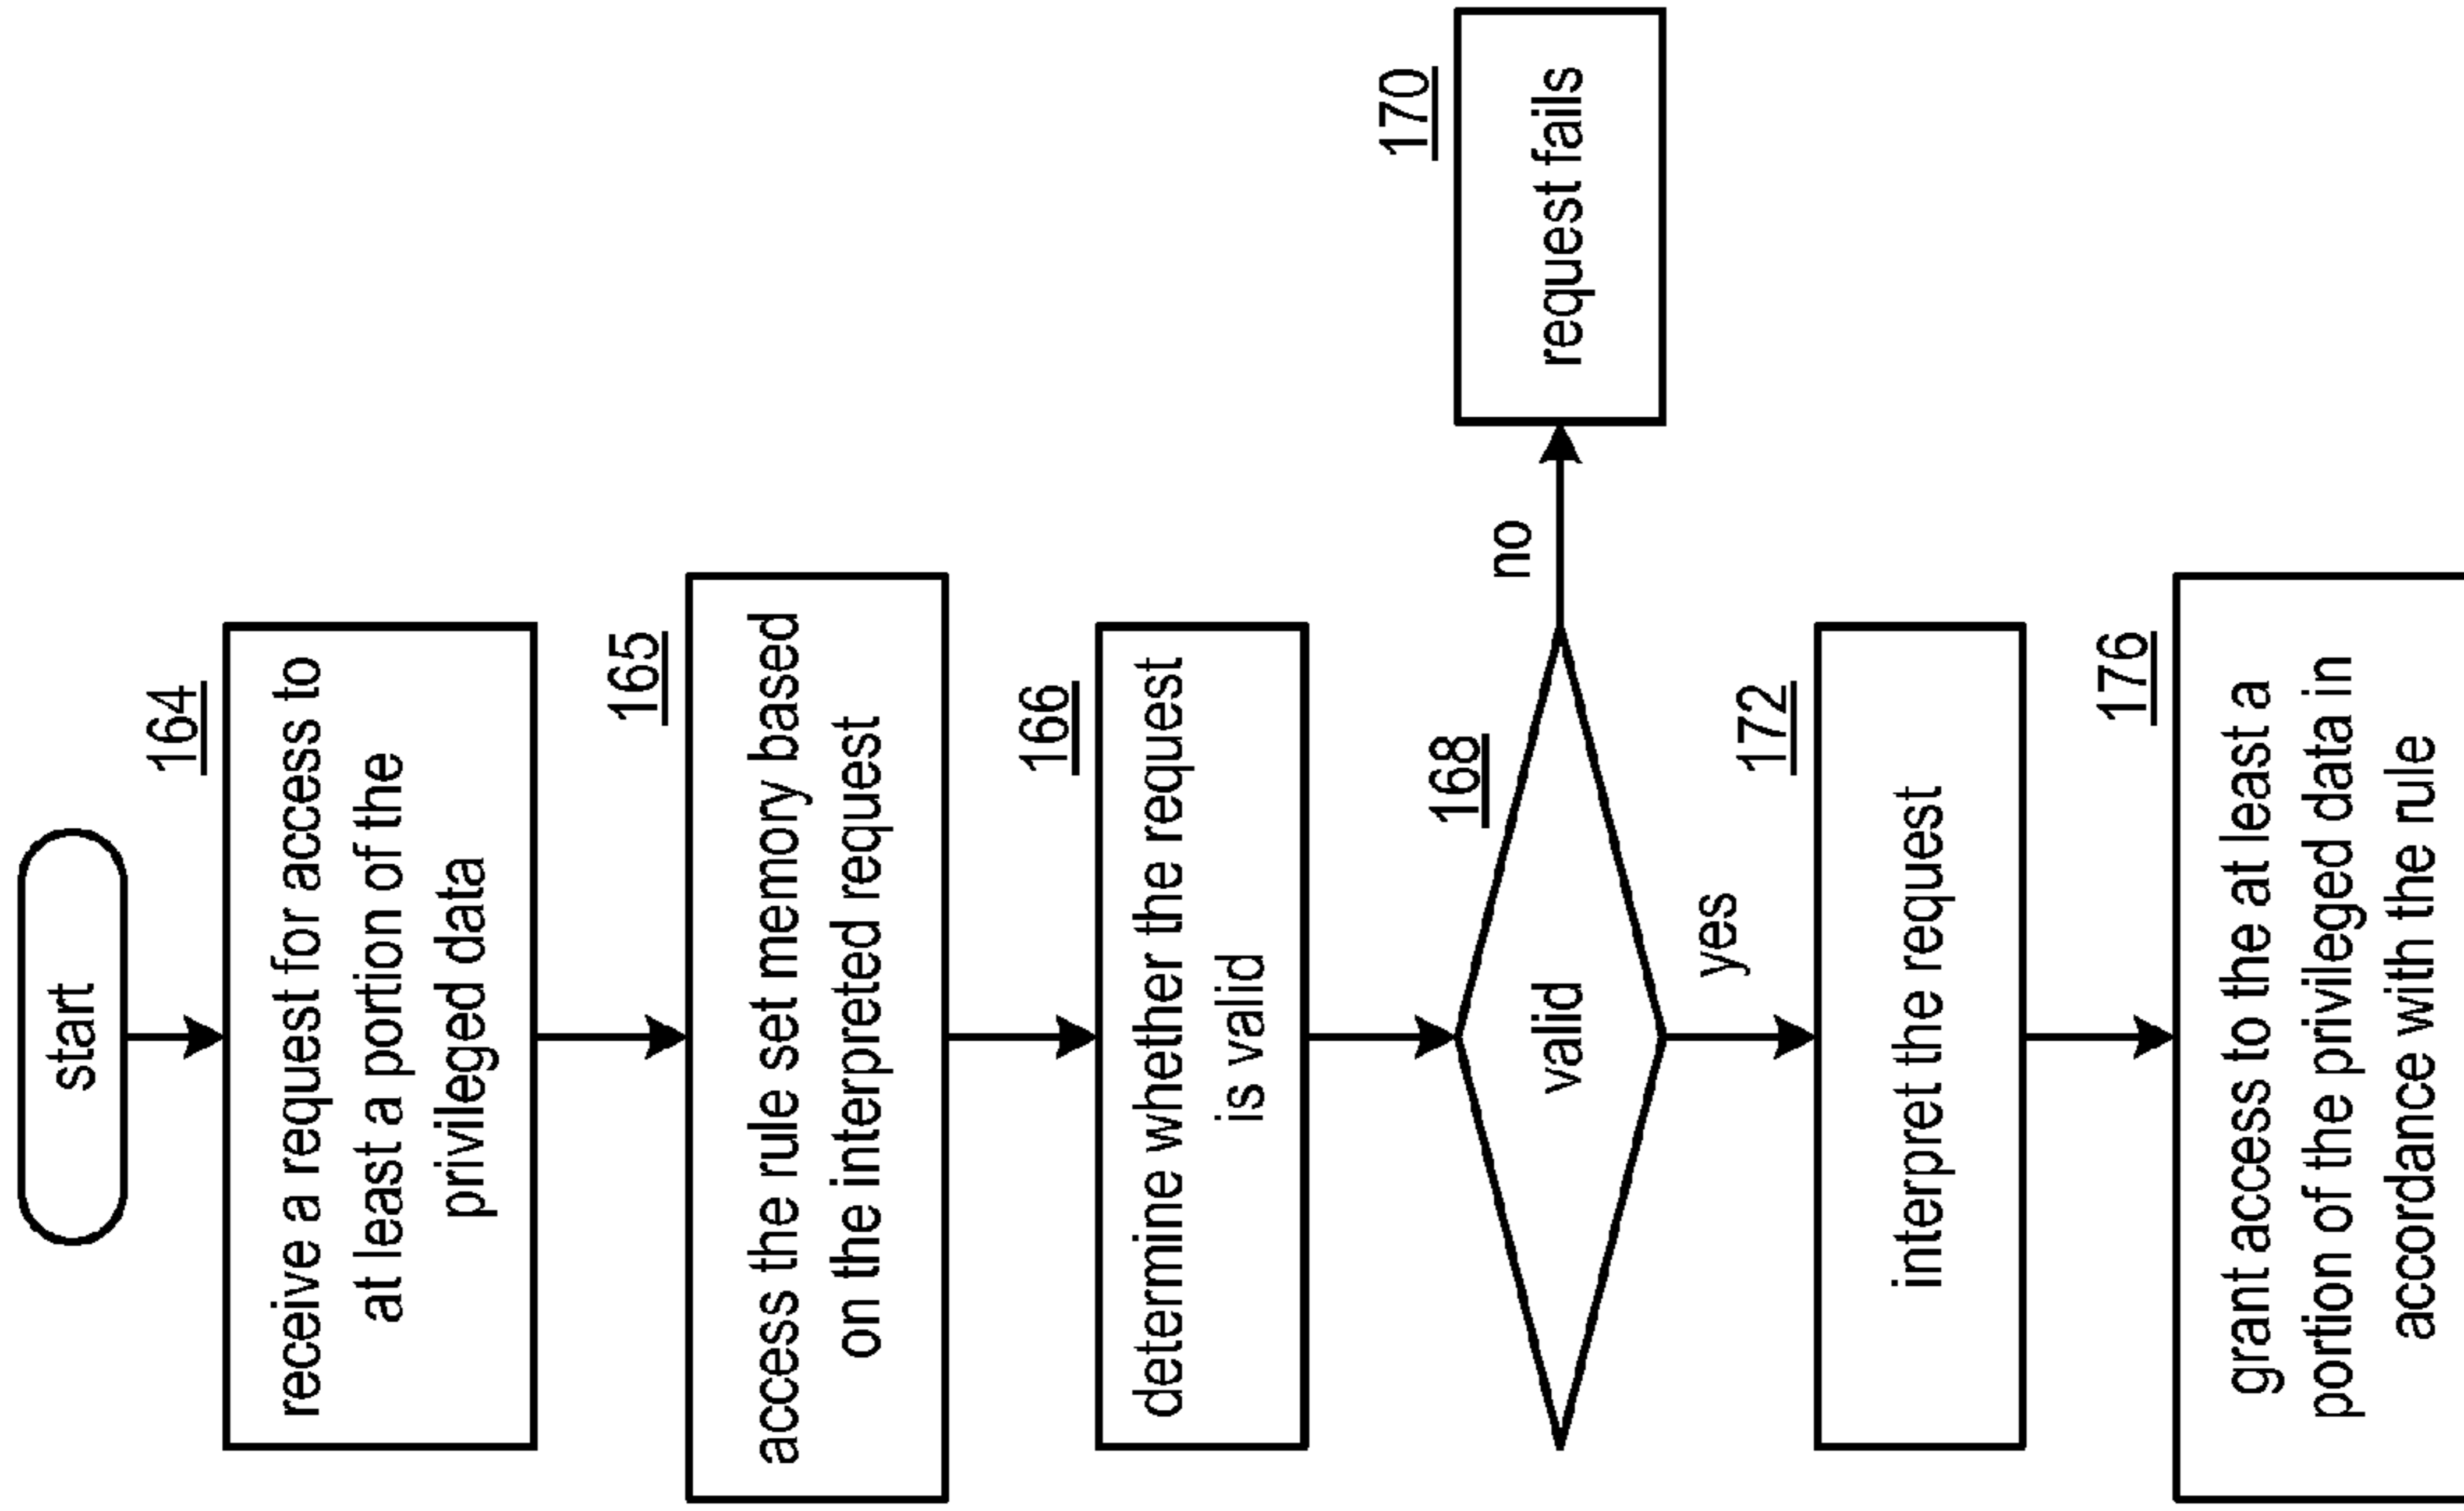 start
164
receive a request for access to
at least a portion of the
privileged data
165
access the rule set memory based
on the interpreted request
166
determine whether the request
is valid
168
valid
no
170
request fails
yes
172
interpret the request
176
grant access to the at least a
portion of the privileged data in
accordance with the rule